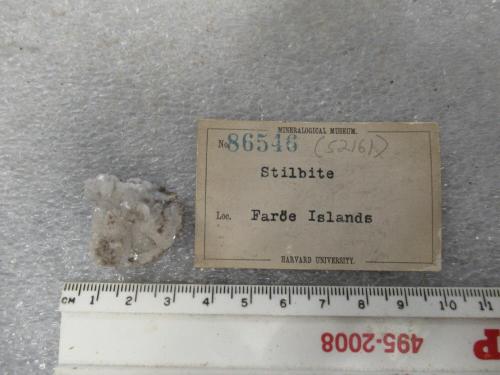 MINERALOGICAL MUSEUM.
No. 86546 (52161)
Stilbite
Loc. Faröe Islands
HARVARD UNIVERSITY.
CM 1 2 3 4 5 6 7 8 9 10 11
495-2008